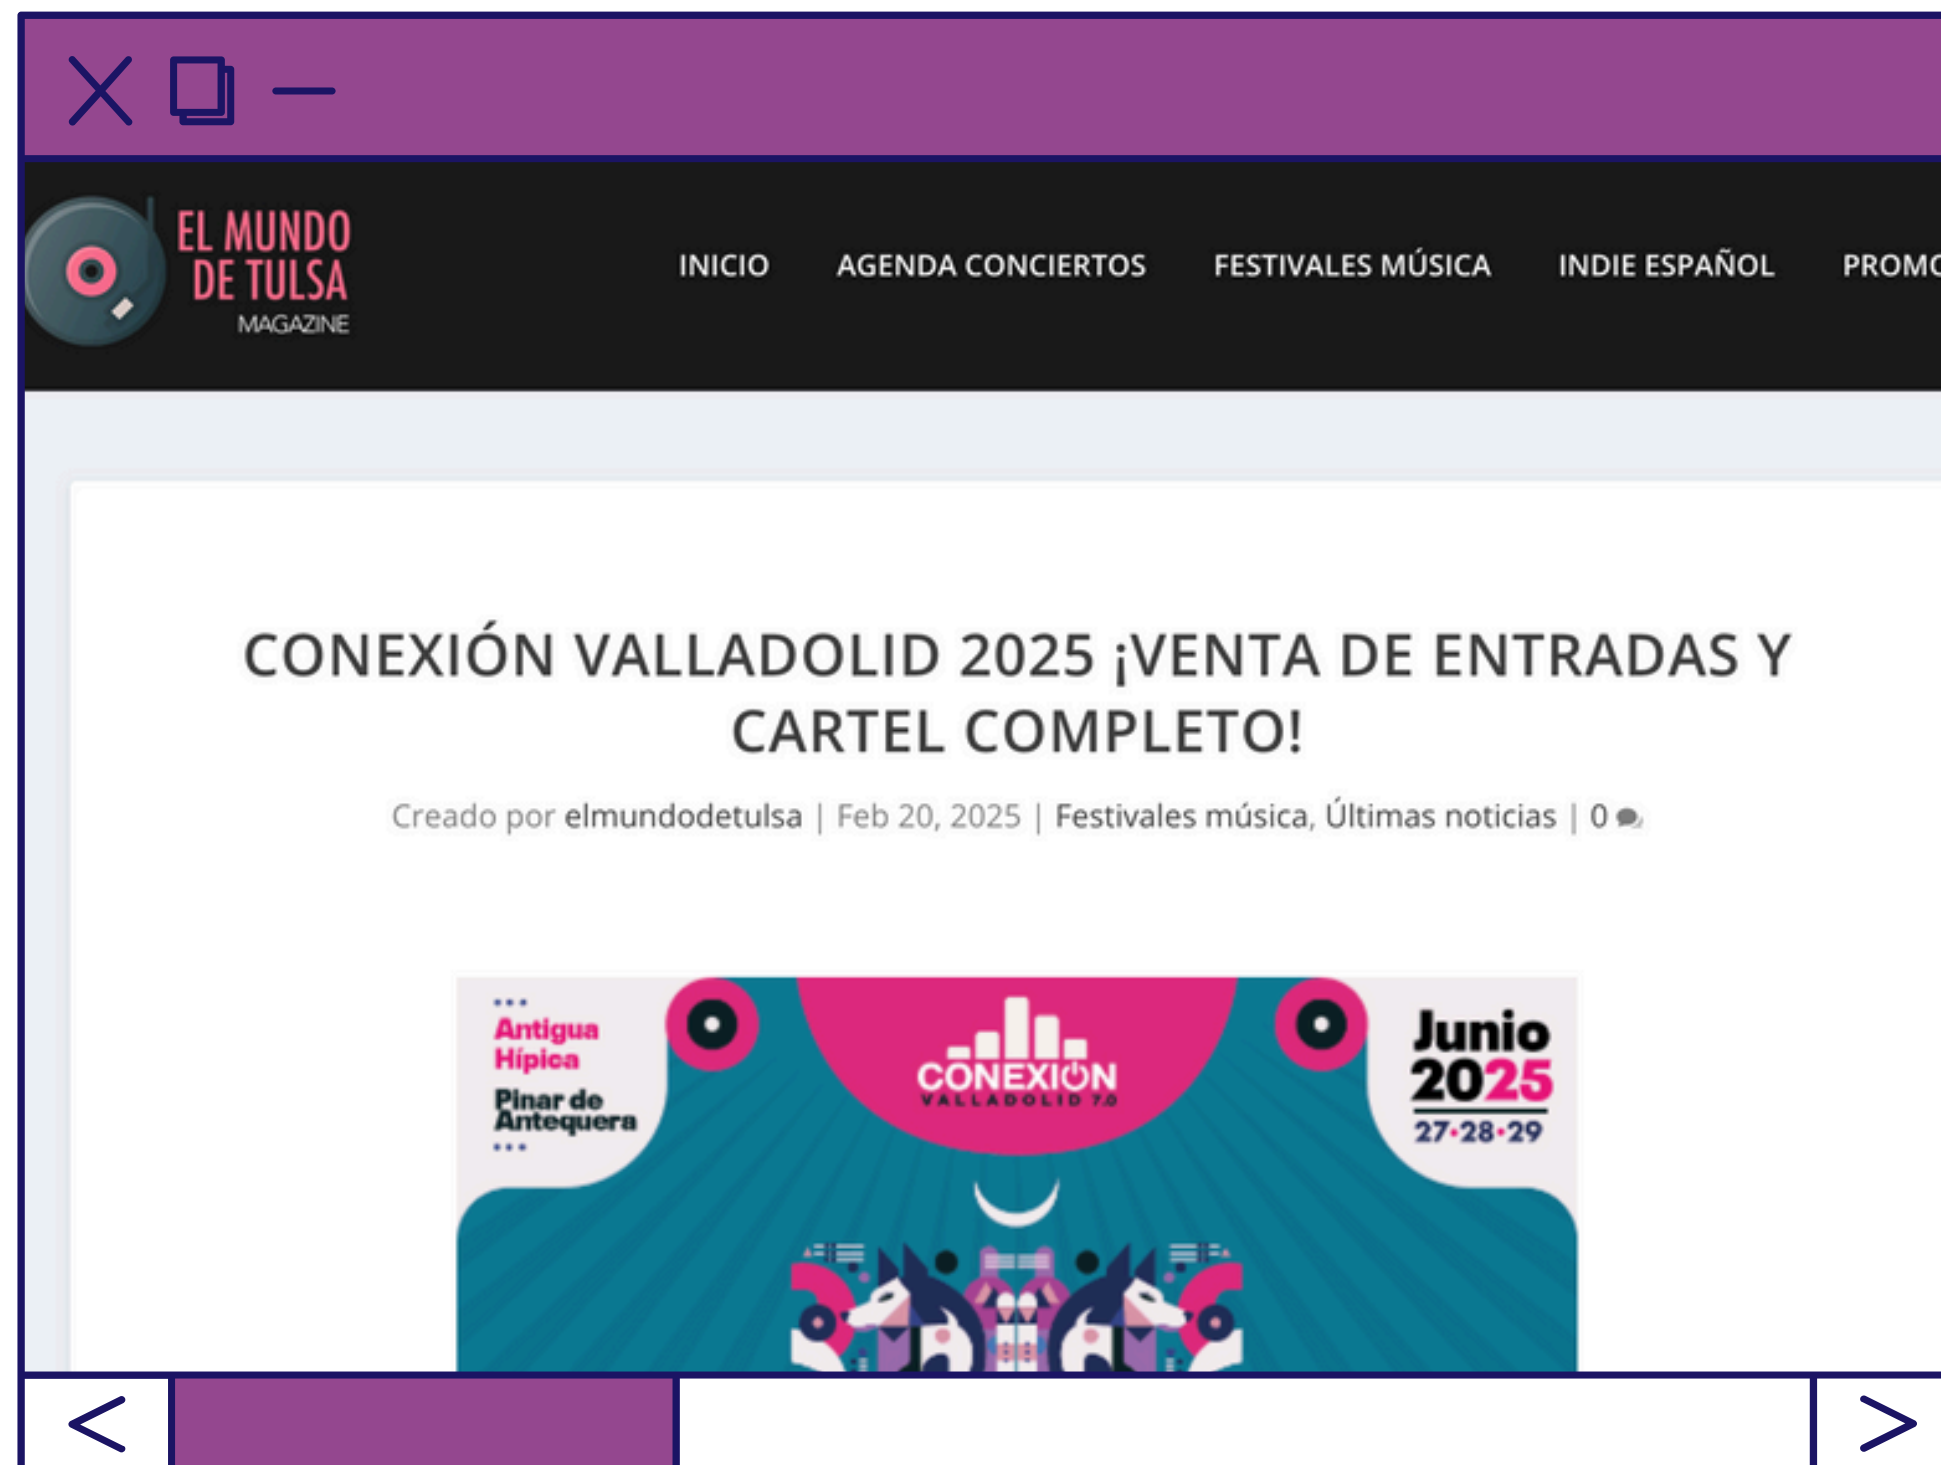 EL MUNDO
DE TULSA
MAGAZINE
INICIO AGENDA CONCIERTOS FESTIVALES MÚSICA INDIE ESPAÑOL PROMO
CONEXIÓN VALLADOLID 2025 ¡VENTA DE ENTRADAS Y
CARTEL COMPLETO!
Creado por elmundodetulsa | Feb 20, 2025 | Festivales música, Últimas noticias | 0
Antigua
Hípica
Pinar de
Antequera
CONEXIÓN
VALLADOLID 7.0
Junio
2025
27·28·29